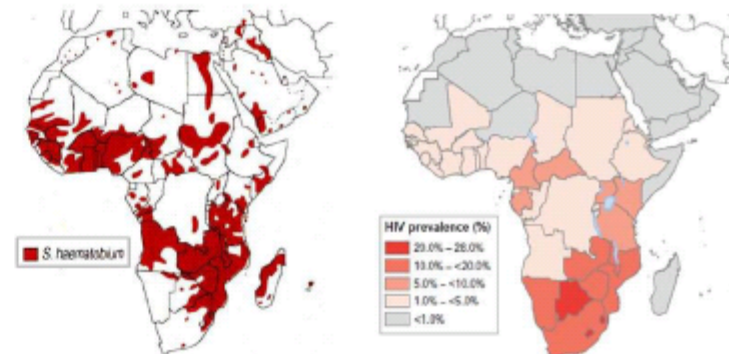 S. haematobium
HIV prevalence (%)
20.0% – 28.0%
10.0% – <20.0%
5.0% – <10.0%
1.0% – <5.0%
<1.0%